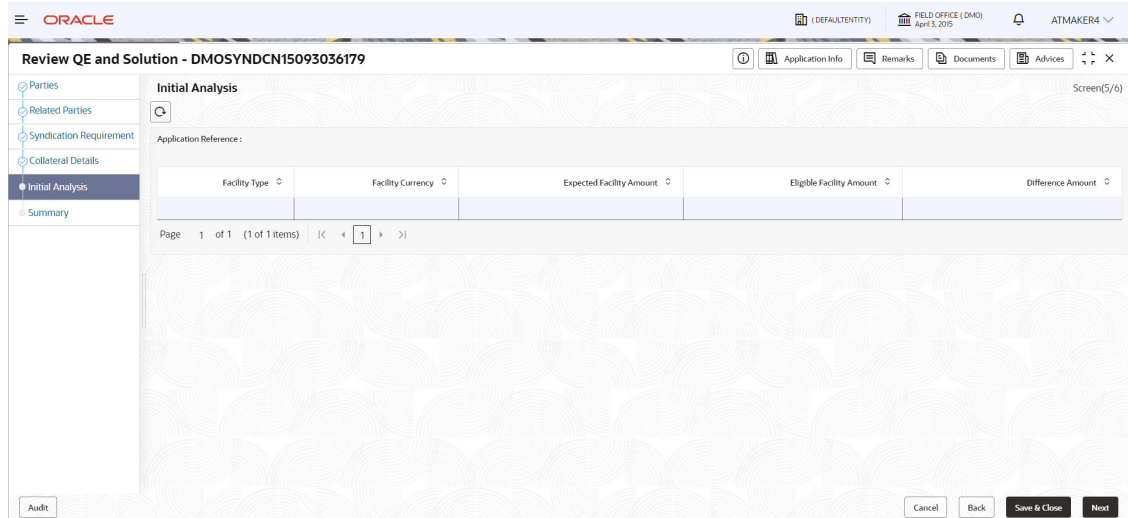 ORACLE
( DEFAULTENTITY)
FIELD OFFICE ( DMO)
April 3, 2015
ATMAKER4
Review QE and Solution - DMOSYNDCN15093036179
Application Info
Remarks
Documents
Advices
Parties
Related Parties
Syndication Requirement
Collateral Details
Initial Analysis
Summary
Initial Analysis
Screen(5/6)
Application Reference :
Facility Type
Facility Currency
Expected Facility Amount
Eligible Facility Amount
Difference Amount
Page 1 of 1 (1 of 1 items) 1
Audit
Cancel
Back
Save & Close
Next